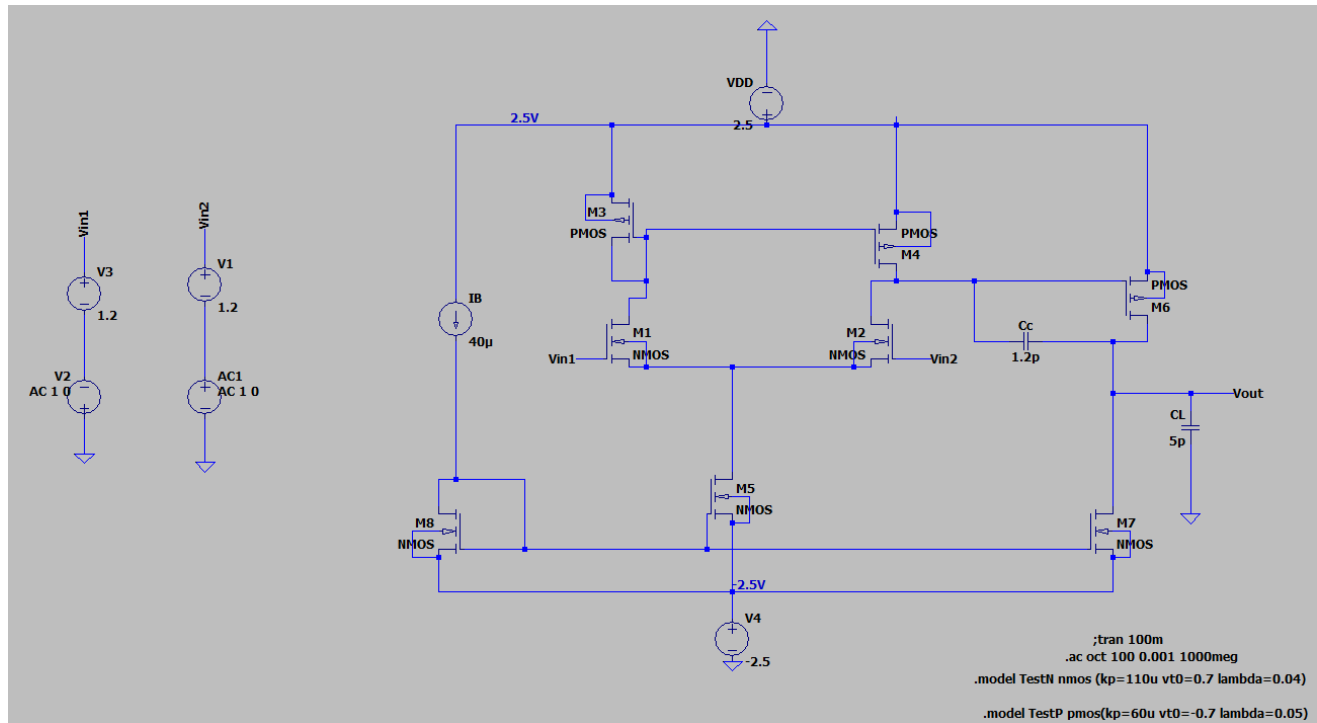 VDD
2.5
2.5V
Vin1
Vin2
V3
1.2
V1
1.2
V2
AC 1 0
AC1
AC 1 0
IB
40µ
M3
PMOS
PMOS
M4
PMOS
M6
M1
NMOS
Vin1
M2
NMOS
Vin2
Cc
1.2p
Vout
CL
5p
M8
NMOS
M5
NMOS
M7
NMOS
-2.5V
V4
-2.5
;tran 100m
.ac oct 100 0.001 1000meg
.model TestN nmos (kp=110u vt0=0.7 lambda=0.04)
.model TestP pmos(kp=60u vt0=-0.7 lambda=0.05)